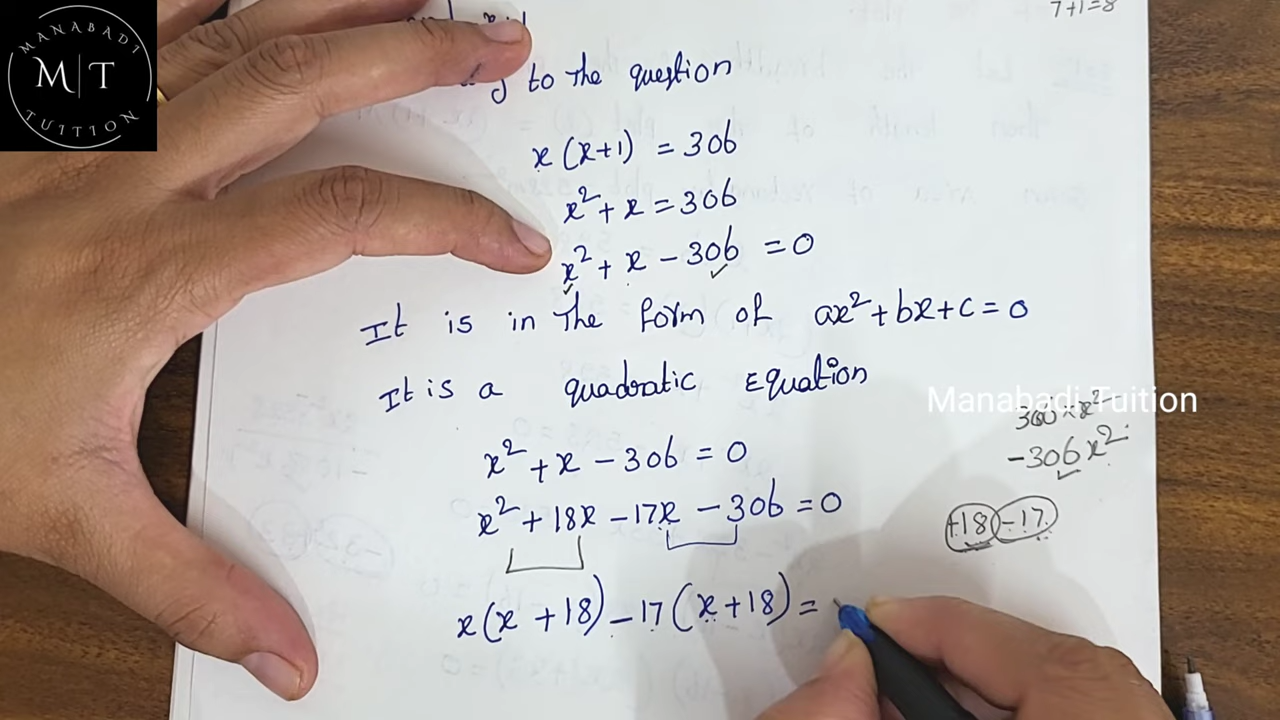 MANABADI
M|T
TUITION
7+1=8
to the question
x(x+1) = 306
x²+x = 306
x²+x-306 = 0
It is in the form of ax²+bx+c=0
It is a quadratic Equation
Manabadi Tuition
-306x²
x²+x-306=0
x²+18x-17x-306=0
+18 -17
x(x+18)-17(x+18)=